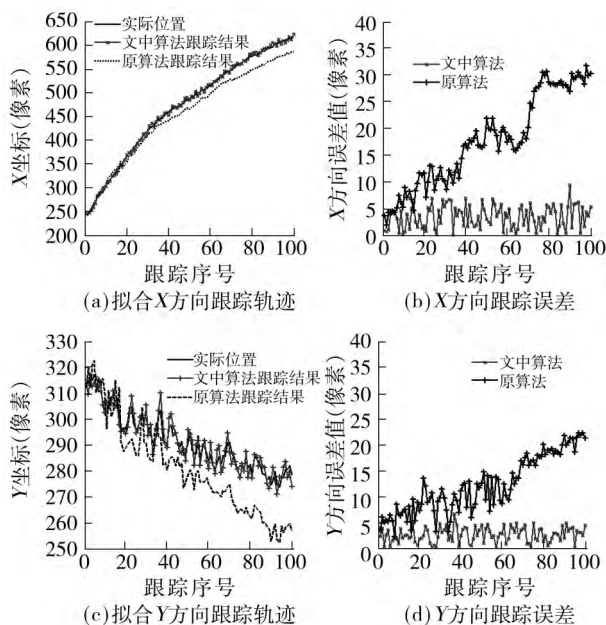 实际位置
文中算法跟踪结果
原算法跟踪结果
X坐标(像素)
650
600
550
500
450
400
350
300
250
200
0 20 40 60 80 100
跟踪序号
(a)拟合X方向跟踪轨迹
文中算法
原算法
X方向误差值(像素)
40
35
30
25
20
15
10
5
0
0 20 40 60 80 100
跟踪序号
(b)X方向跟踪误差
实际位置
文中算法跟踪结果
原算法跟踪结果
Y坐标(像素)
330
320
310
300
290
280
270
260
250
0 20 40 60 80 100
跟踪序号
(c)拟合Y方向跟踪轨迹
文中算法
原算法
Y方向误差值(像素)
40
35
30
25
20
15
10
5
0
0 20 40 60 80 100
跟踪序号
(d)Y方向跟踪误差